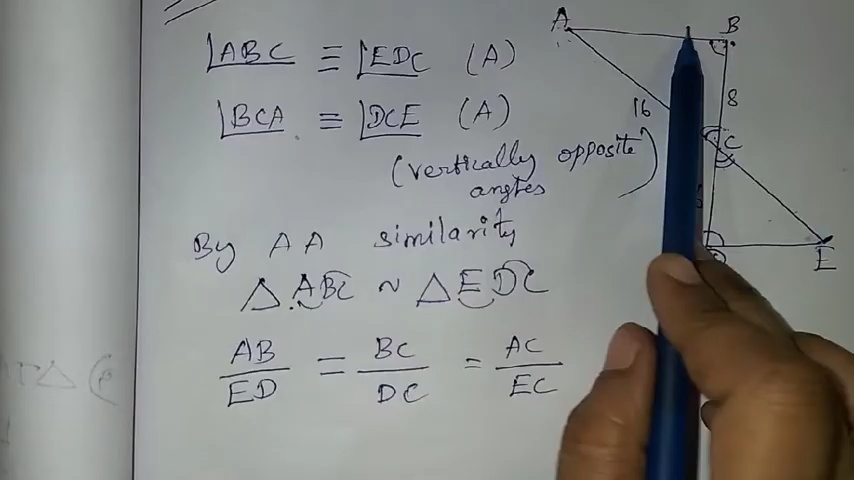 ∠ABC ≡ ∠EDC (A)
∠BCA ≡ ∠DCE (A)
(vertically opposite angles)
By AA similarity
△ABC ~ △EDC
AB/ED = BC/DC = AC/EC
A
B
8
16
C
E